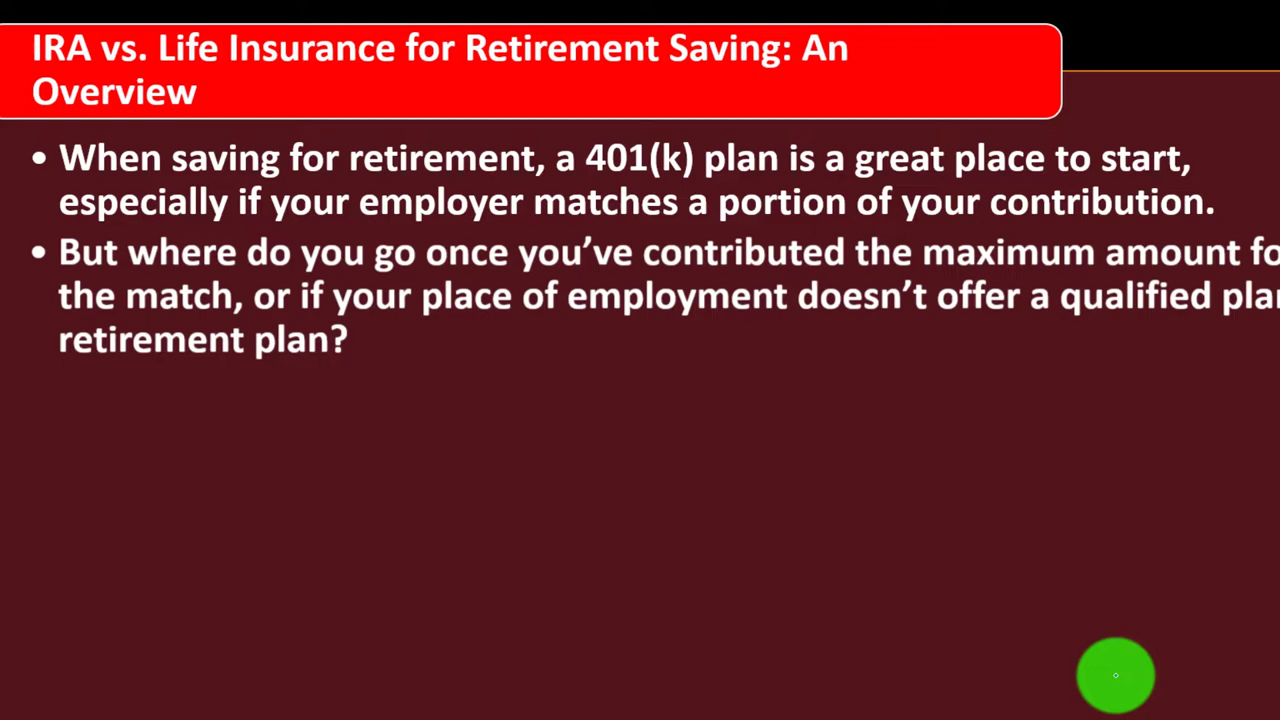 IRA vs. Life Insurance for Retirement Saving: An
Overview
• When saving for retirement, a 401(k) plan is a great place to start,
especially if your employer matches a portion of your contribution.
• But where do you go once you’ve contributed the maximum amount fo
the match, or if your place of employment doesn’t offer a qualified plan
retirement plan?